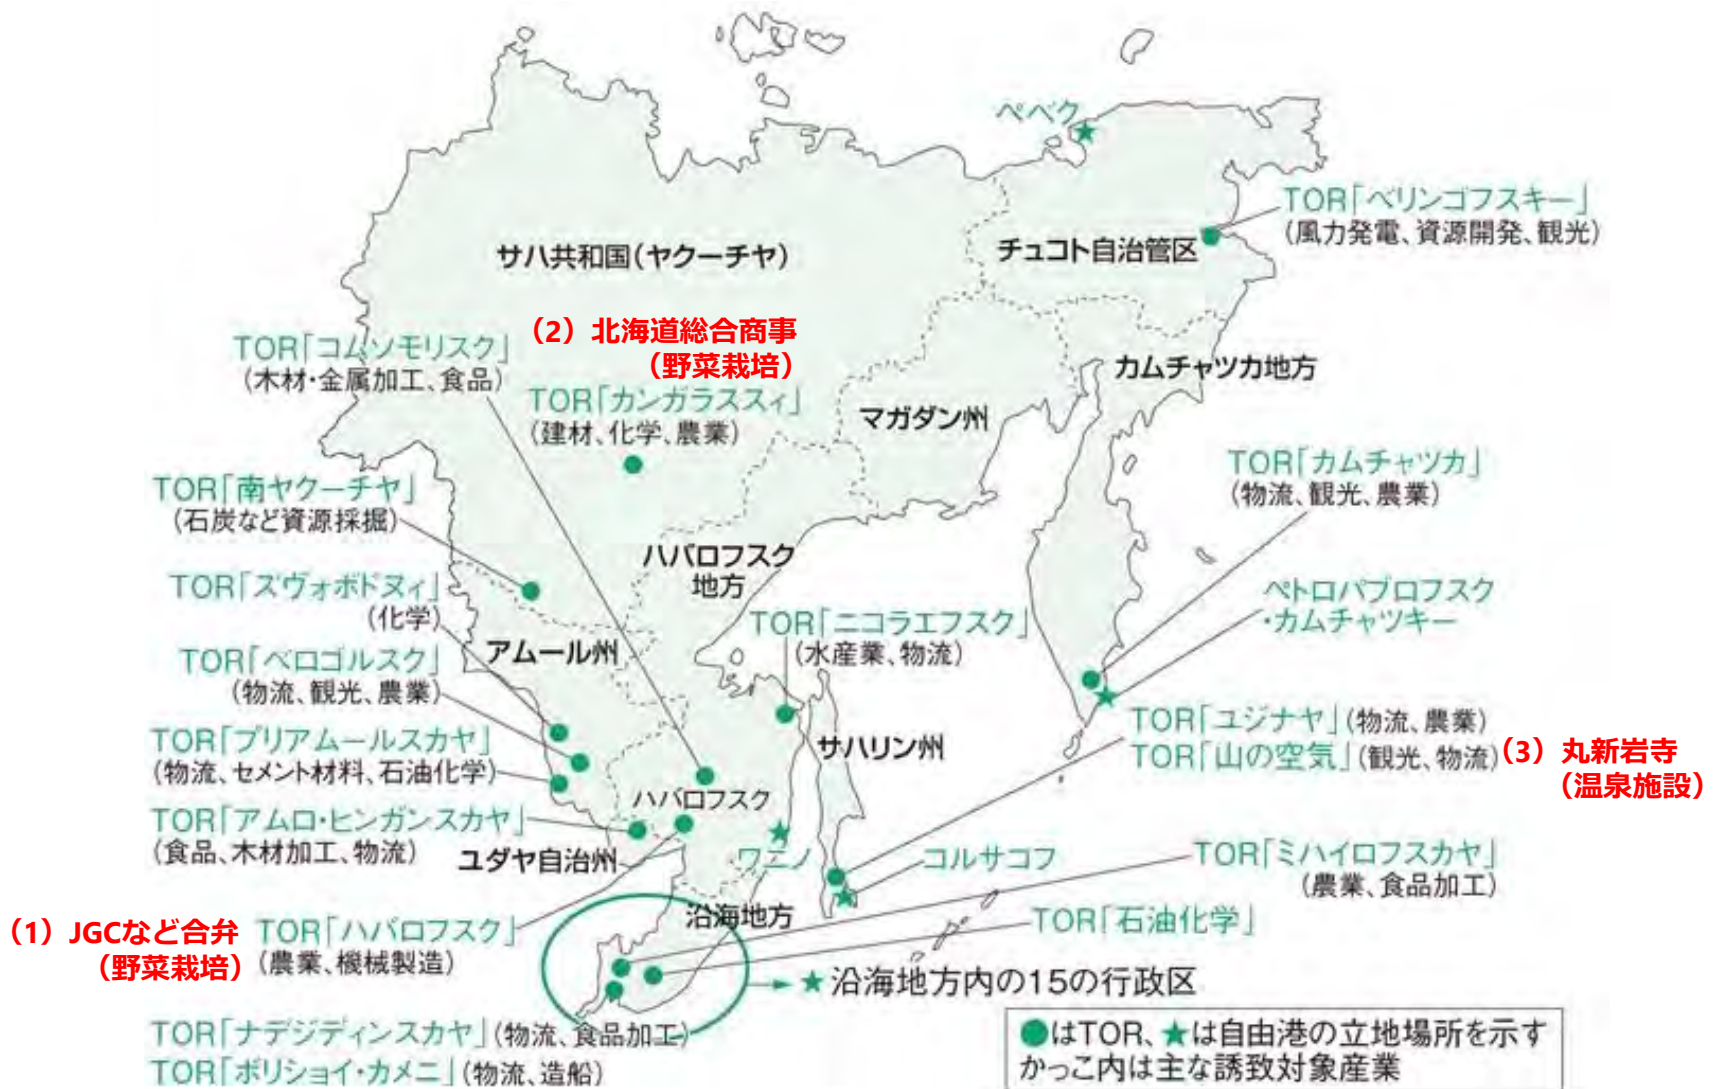 ペベク
TOR「ベリンゴフスキー」
(風力発電、資源開発、観光)
チュコト自治管区
サハ共和国(ヤクーチヤ)
(2) 北海道総合商事
(野菜栽培)
TOR「コムソモリスク」
(木材・金属加工、食品)
TOR「カンガラススィ」
(建材、化学、農業)
カムチャツカ地方
マガダン州
TOR「カムチャツカ」
(物流、観光、農業)
TOR「南ヤクーチヤ」
(石炭など資源採掘)
ハバロフスク
地方
TOR「スヴォボドヌィ」
(化学)
ペトロパブロフスク
・カムチャツキー
TOR「ニコラエフスク」
(水産業、物流)
アムール州
TOR「ベロゴルスク」
(物流、観光、農業)
TOR「ユジナヤ」(物流、農業)
TOR「山の空気」(観光、物流)
(3) 丸新岩寺
(温泉施設)
サハリン州
TOR「プリアムールスカヤ」
(物流、セメント材料、石油化学)
ハバロフスク
TOR「アムロ・ヒンガンスカヤ」
(食品、木材加工、物流)
ユダヤ自治州
ワニノ
コルサコフ
TOR「ミハイロフスカヤ」
(農業、食品加工)
沿海地方
TOR「石油化学」
(1) JGCなど合弁
(野菜栽培)
TOR「ハバロフスク」
(農業、機械製造)
★沿海地方内の15の行政区
TOR「ナデジディンスカヤ」(物流、食品加工)
TOR「ボリショイ・カメニ」(物流、造船)
●はTOR、★は自由港の立地場所を示す
かっこ内は主な誘致対象産業